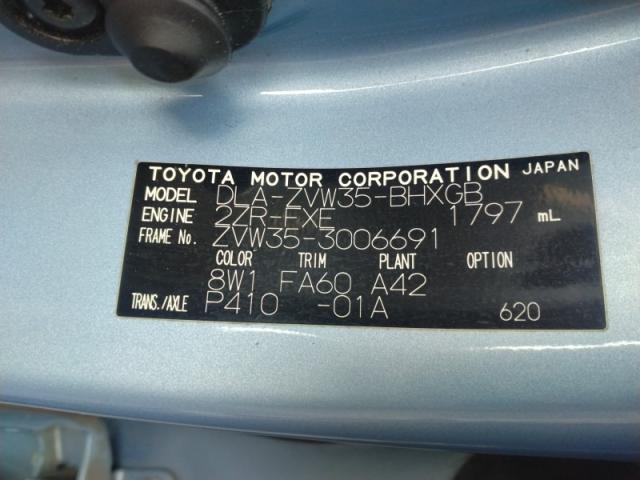 TOYOTA MOTOR CORPORATION JAPAN
MODEL DLA-ZVW35-BHXGB
ENGINE 2ZR-FXE 1797 mL
FRAME No. ZVW35-3006691
COLOR TRIM PLANT OPTION
8W1 FA60 A42
TRANS./AXLE P410 -01A 620